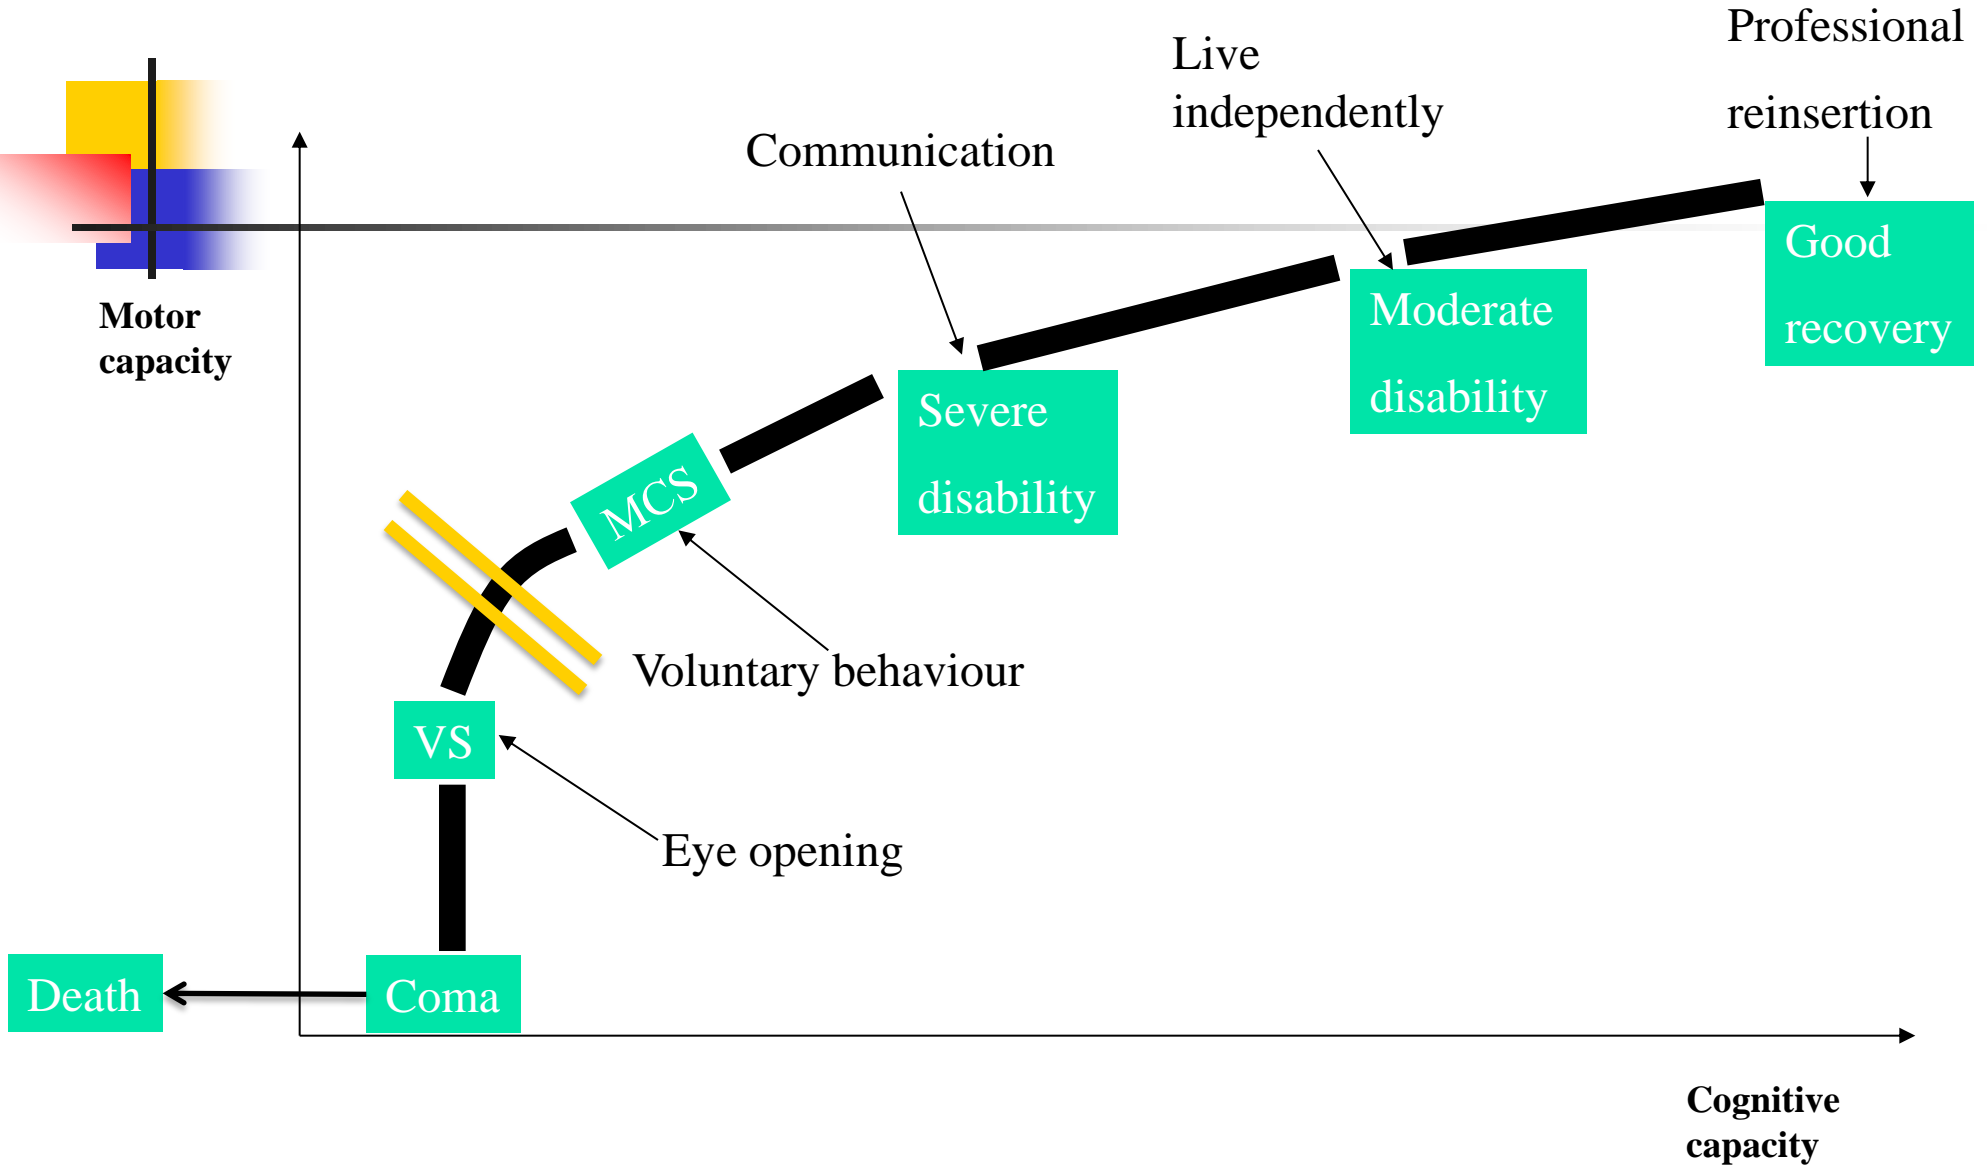 Professional
reinsertion
Live
independently
Communication
Good
recovery
Motor
capacity
Moderate
disability
Severe
disability
MCS
Voluntary behaviour
VS
Eye opening
Death
Coma
Cognitive
capacity